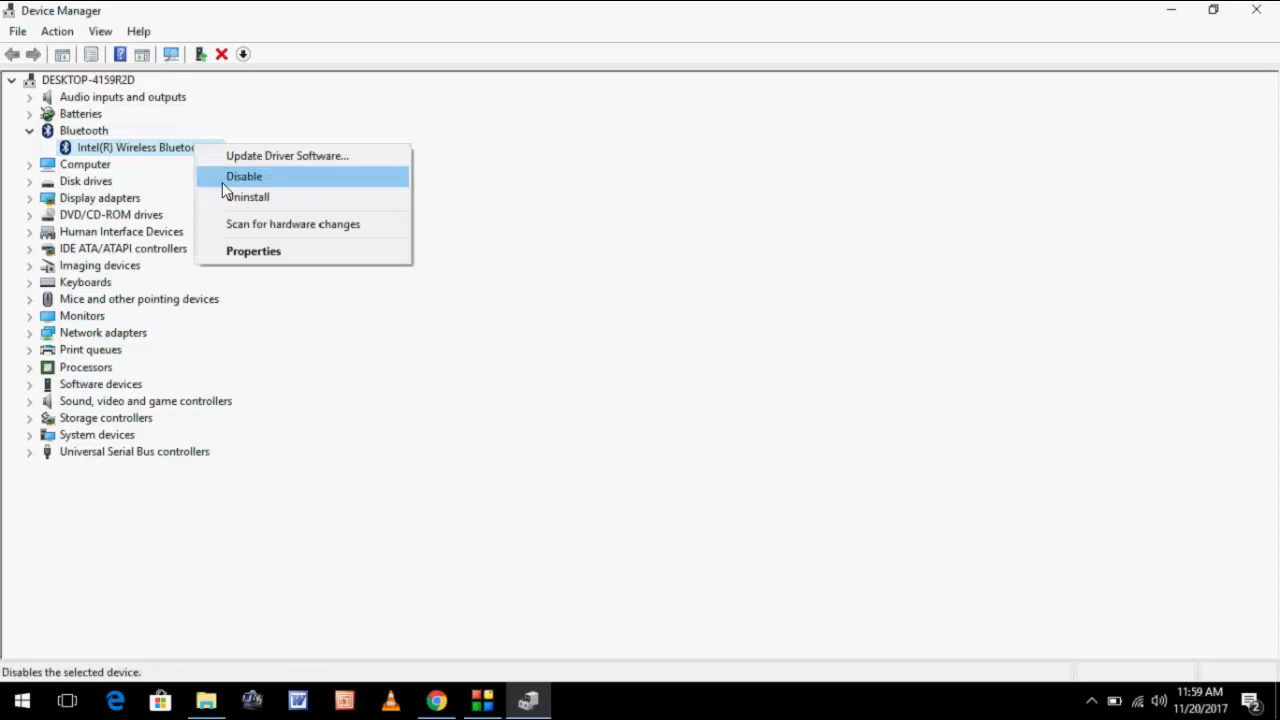 Device Manager
File Action View Help
DESKTOP-4159R2D
Audio inputs and outputs
Batteries
Bluetooth
Intel(R) Wireless Bluetoo
Update Driver Software...
Disable
Uninstall
Scan for hardware changes
Properties
Computer
Disk drives
Display adapters
DVD/CD-ROM drives
Human Interface Devices
IDE ATA/ATAPI controllers
Imaging devices
Keyboards
Mice and other pointing devices
Monitors
Network adapters
Print queues
Processors
Software devices
Sound, video and game controllers
Storage controllers
System devices
Universal Serial Bus controllers
Disables the selected device.
11:59 AM
11/20/2017
2